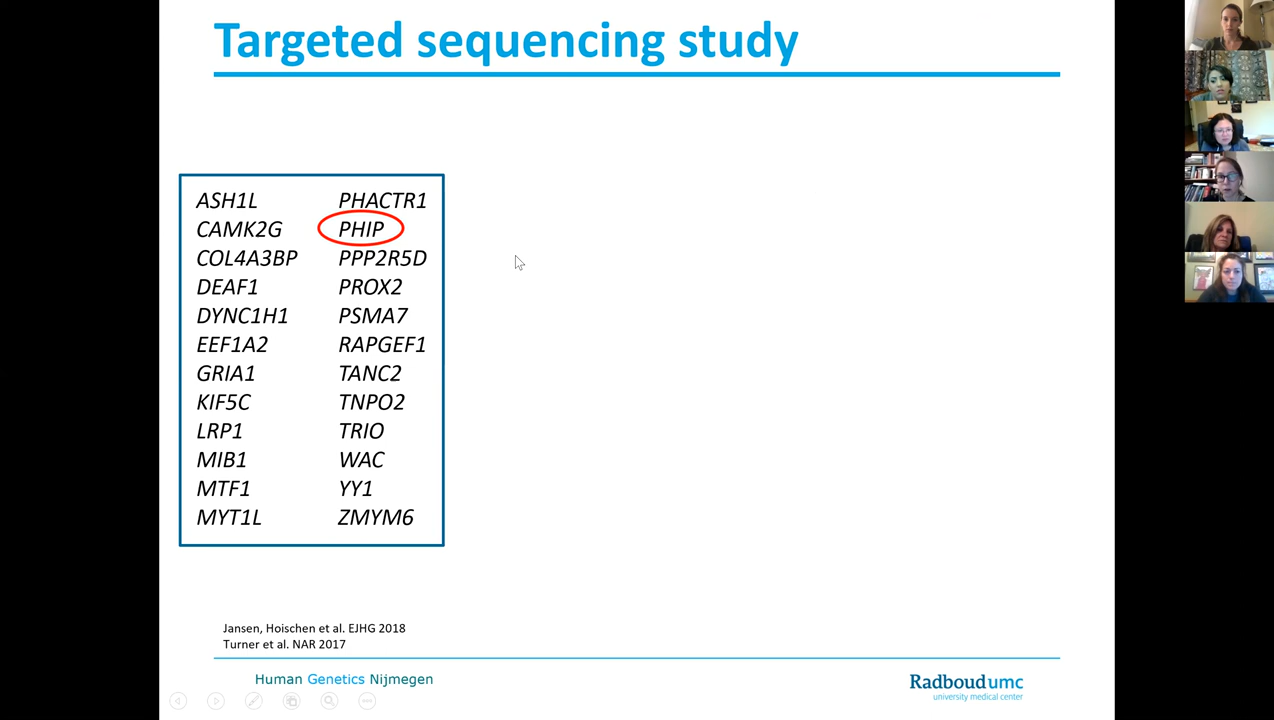 Targeted sequencing study
ASH1L PHACTR1
CAMK2G PHIP
COL4A3BP PPP2R5D
DEAF1 PROX2
DYNC1H1 PSMA7
EEF1A2 RAPGEF1
GRIA1 TANC2
KIF5C TNPO2
LRP1 TRIO
MIB1 WAC
MTF1 YY1
MYT1L ZMYM6
Jansen, Hoischen et al. EJHG 2018
Turner et al. NAR 2017
Human Genetics Nijmegen
Radboudumc
university medical center